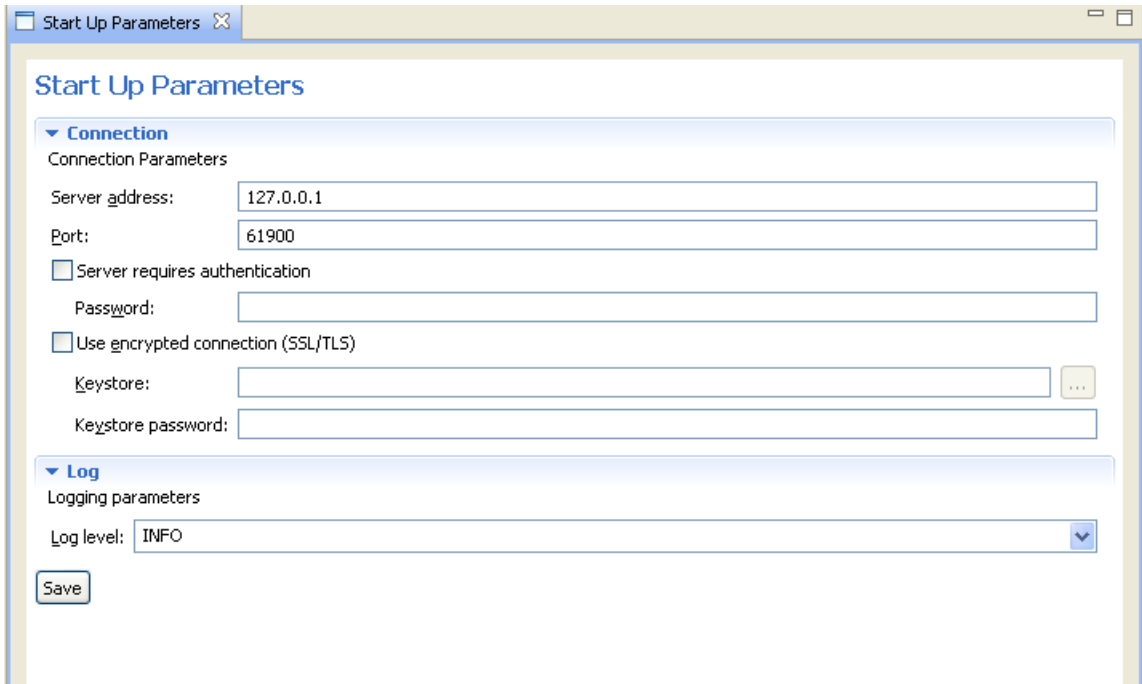 Start Up Parameters
Start Up Parameters
Connection
Connection Parameters
Server address: 127.0.0.1
Port: 61900
Server requires authentication
Password:
Use encrypted connection (SSL/TLS)
Keystore: ...
Keystore password:
Log
Logging parameters
Log level: INFO
Save